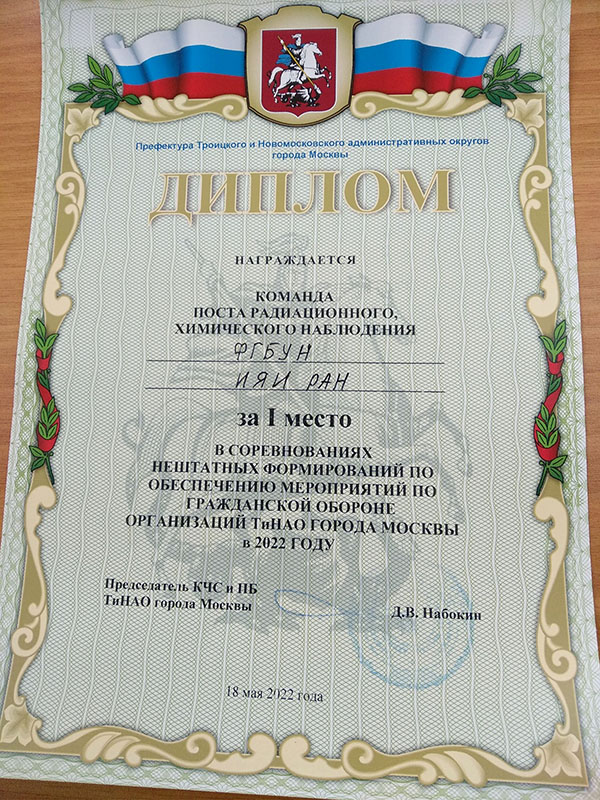 Префектура Троицкого и Новомосковского административных округов
города Москвы
ДИПЛОМ
НАГРАЖДАЕТСЯ
КОМАНДА
ПОСТА РАДИАЦИОННОГО,
ХИМИЧЕСКОГО НАБЛЮДЕНИЯ
ФГБУН
ИЯИ РАН
за I место
В СОРЕВНОВАНИЯХ
НЕШТАТНЫХ ФОРМИРОВАНИЙ ПО
ОБЕСПЕЧЕНИЮ МЕРОПРИЯТИЙ ПО
ГРАЖДАНСКОЙ ОБОРОНЕ
ОРГАНИЗАЦИЙ ТиНАО ГОРОДА МОСКВЫ
в 2022 ГОДУ
Председатель КЧС и ПБ
ТиНАО города Москвы
Д.В. Набокин
18 мая 2022 года